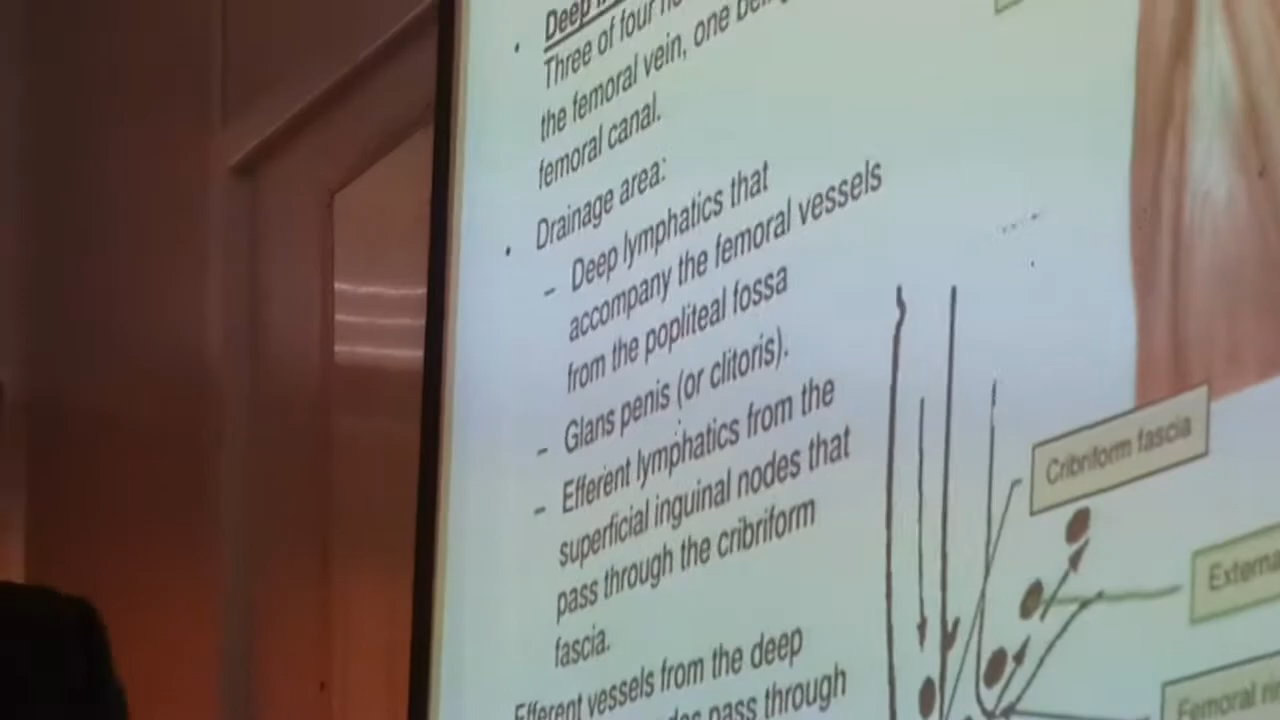 Deep
Three of four
the femoral vein, one
femoral canal.
Drainage area:
– Deep lymphatics that
accompany the femoral vessels
from the popliteal fossa
– Glans penis (or clitoris).
– Efferent lymphatics from the
superficial inguinal nodes that
pass through the cribriform
fascia.
Efferent vessels from the deep
pass through
Cribriform fascia
Femoral